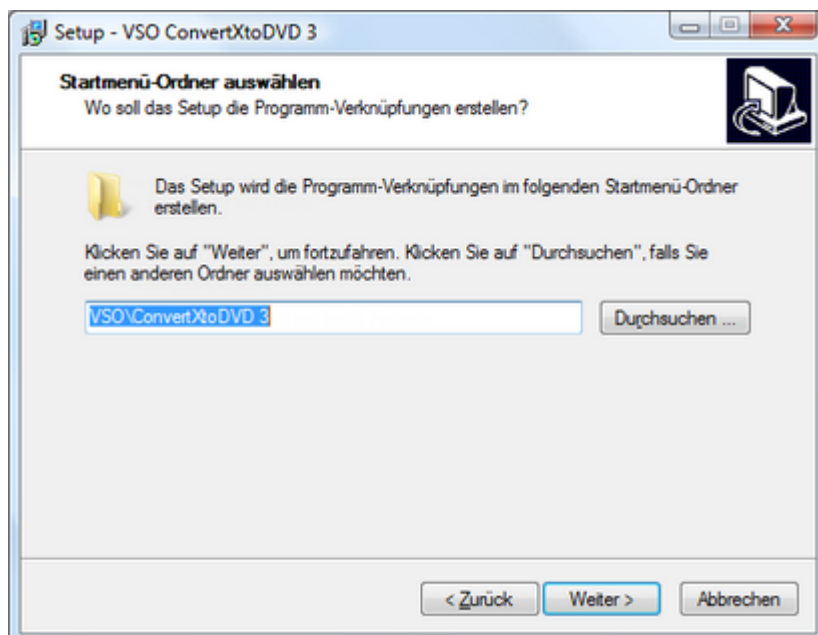 Setup - VSO ConvertXtoDVD 3
Startmenü-Ordner auswählen
Wo soll das Setup die Programm-Verknüpfungen erstellen?
Das Setup wird die Programm-Verknüpfungen im folgenden Startmenü-Ordner
erstellen.
Klicken Sie auf "Weiter", um fortzufahren. Klicken Sie auf "Durchsuchen", falls Sie
einen anderen Ordner auswählen möchten.
VSO\ConvertXtoDVD 3
Durchsuchen ...
< Zurück
Weiter >
Abbrechen